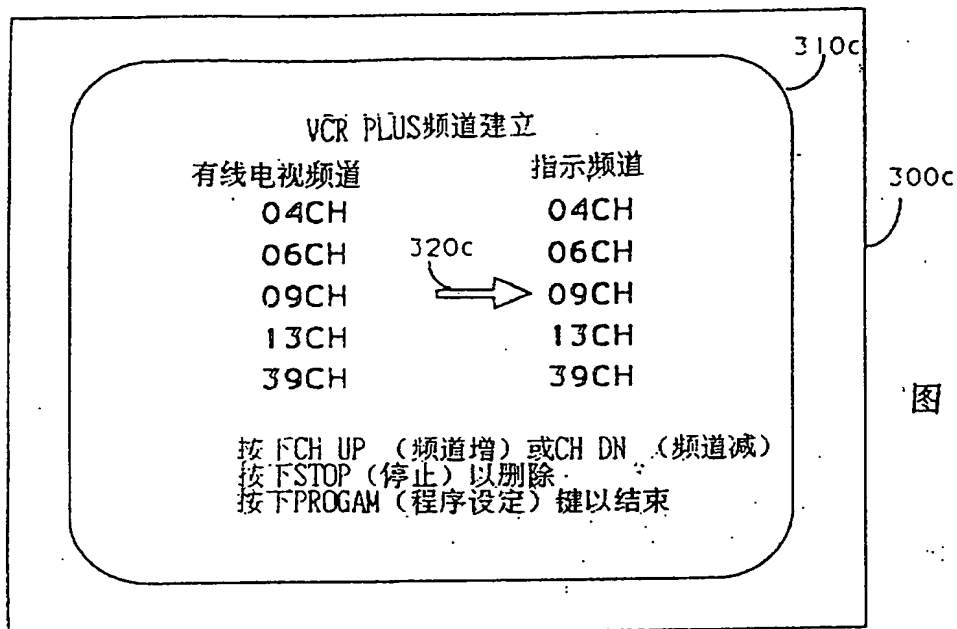 310c
VCR PLUS频道建立
有线电视频道 指示频道
300c
04CH 04CH
06CH 320c 06CH
09CH 09CH
13CH 13CH
39CH 39CH
图
按下CH UP （频道增）或CH DN （频道减）
按下STOP（停止）以删除
按下PROGAM（程序设定）键以结束